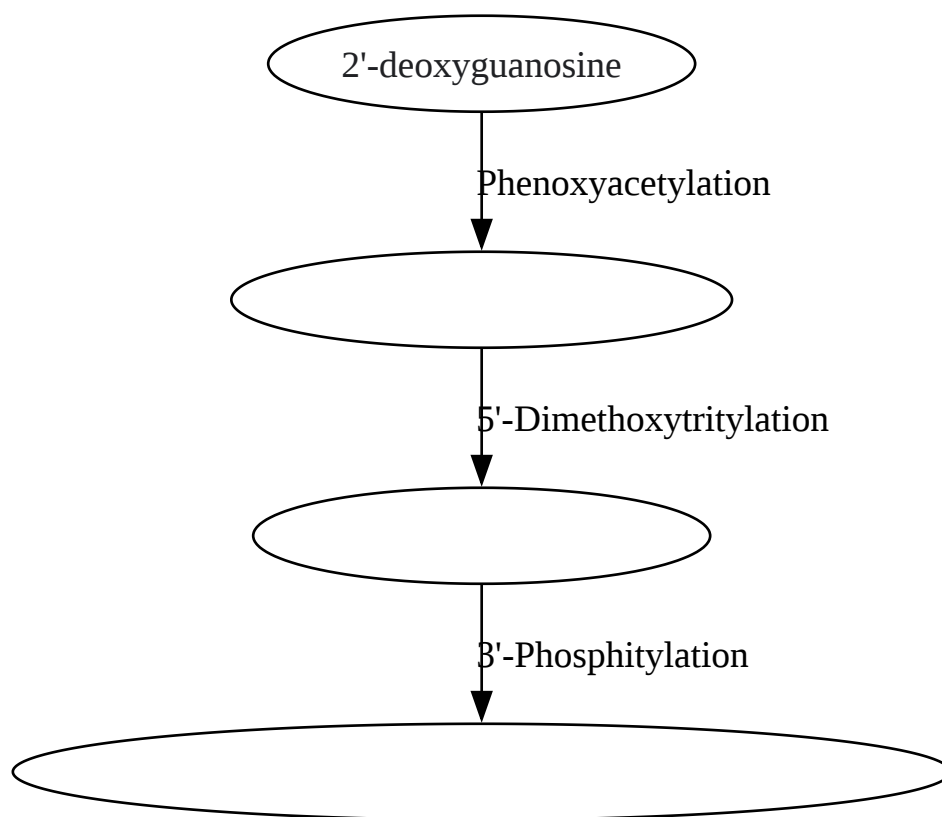 2'-deoxyguanosine
Phenoxyacetylation
5'-Dimethoxytritylation
3'-Phosphitylation